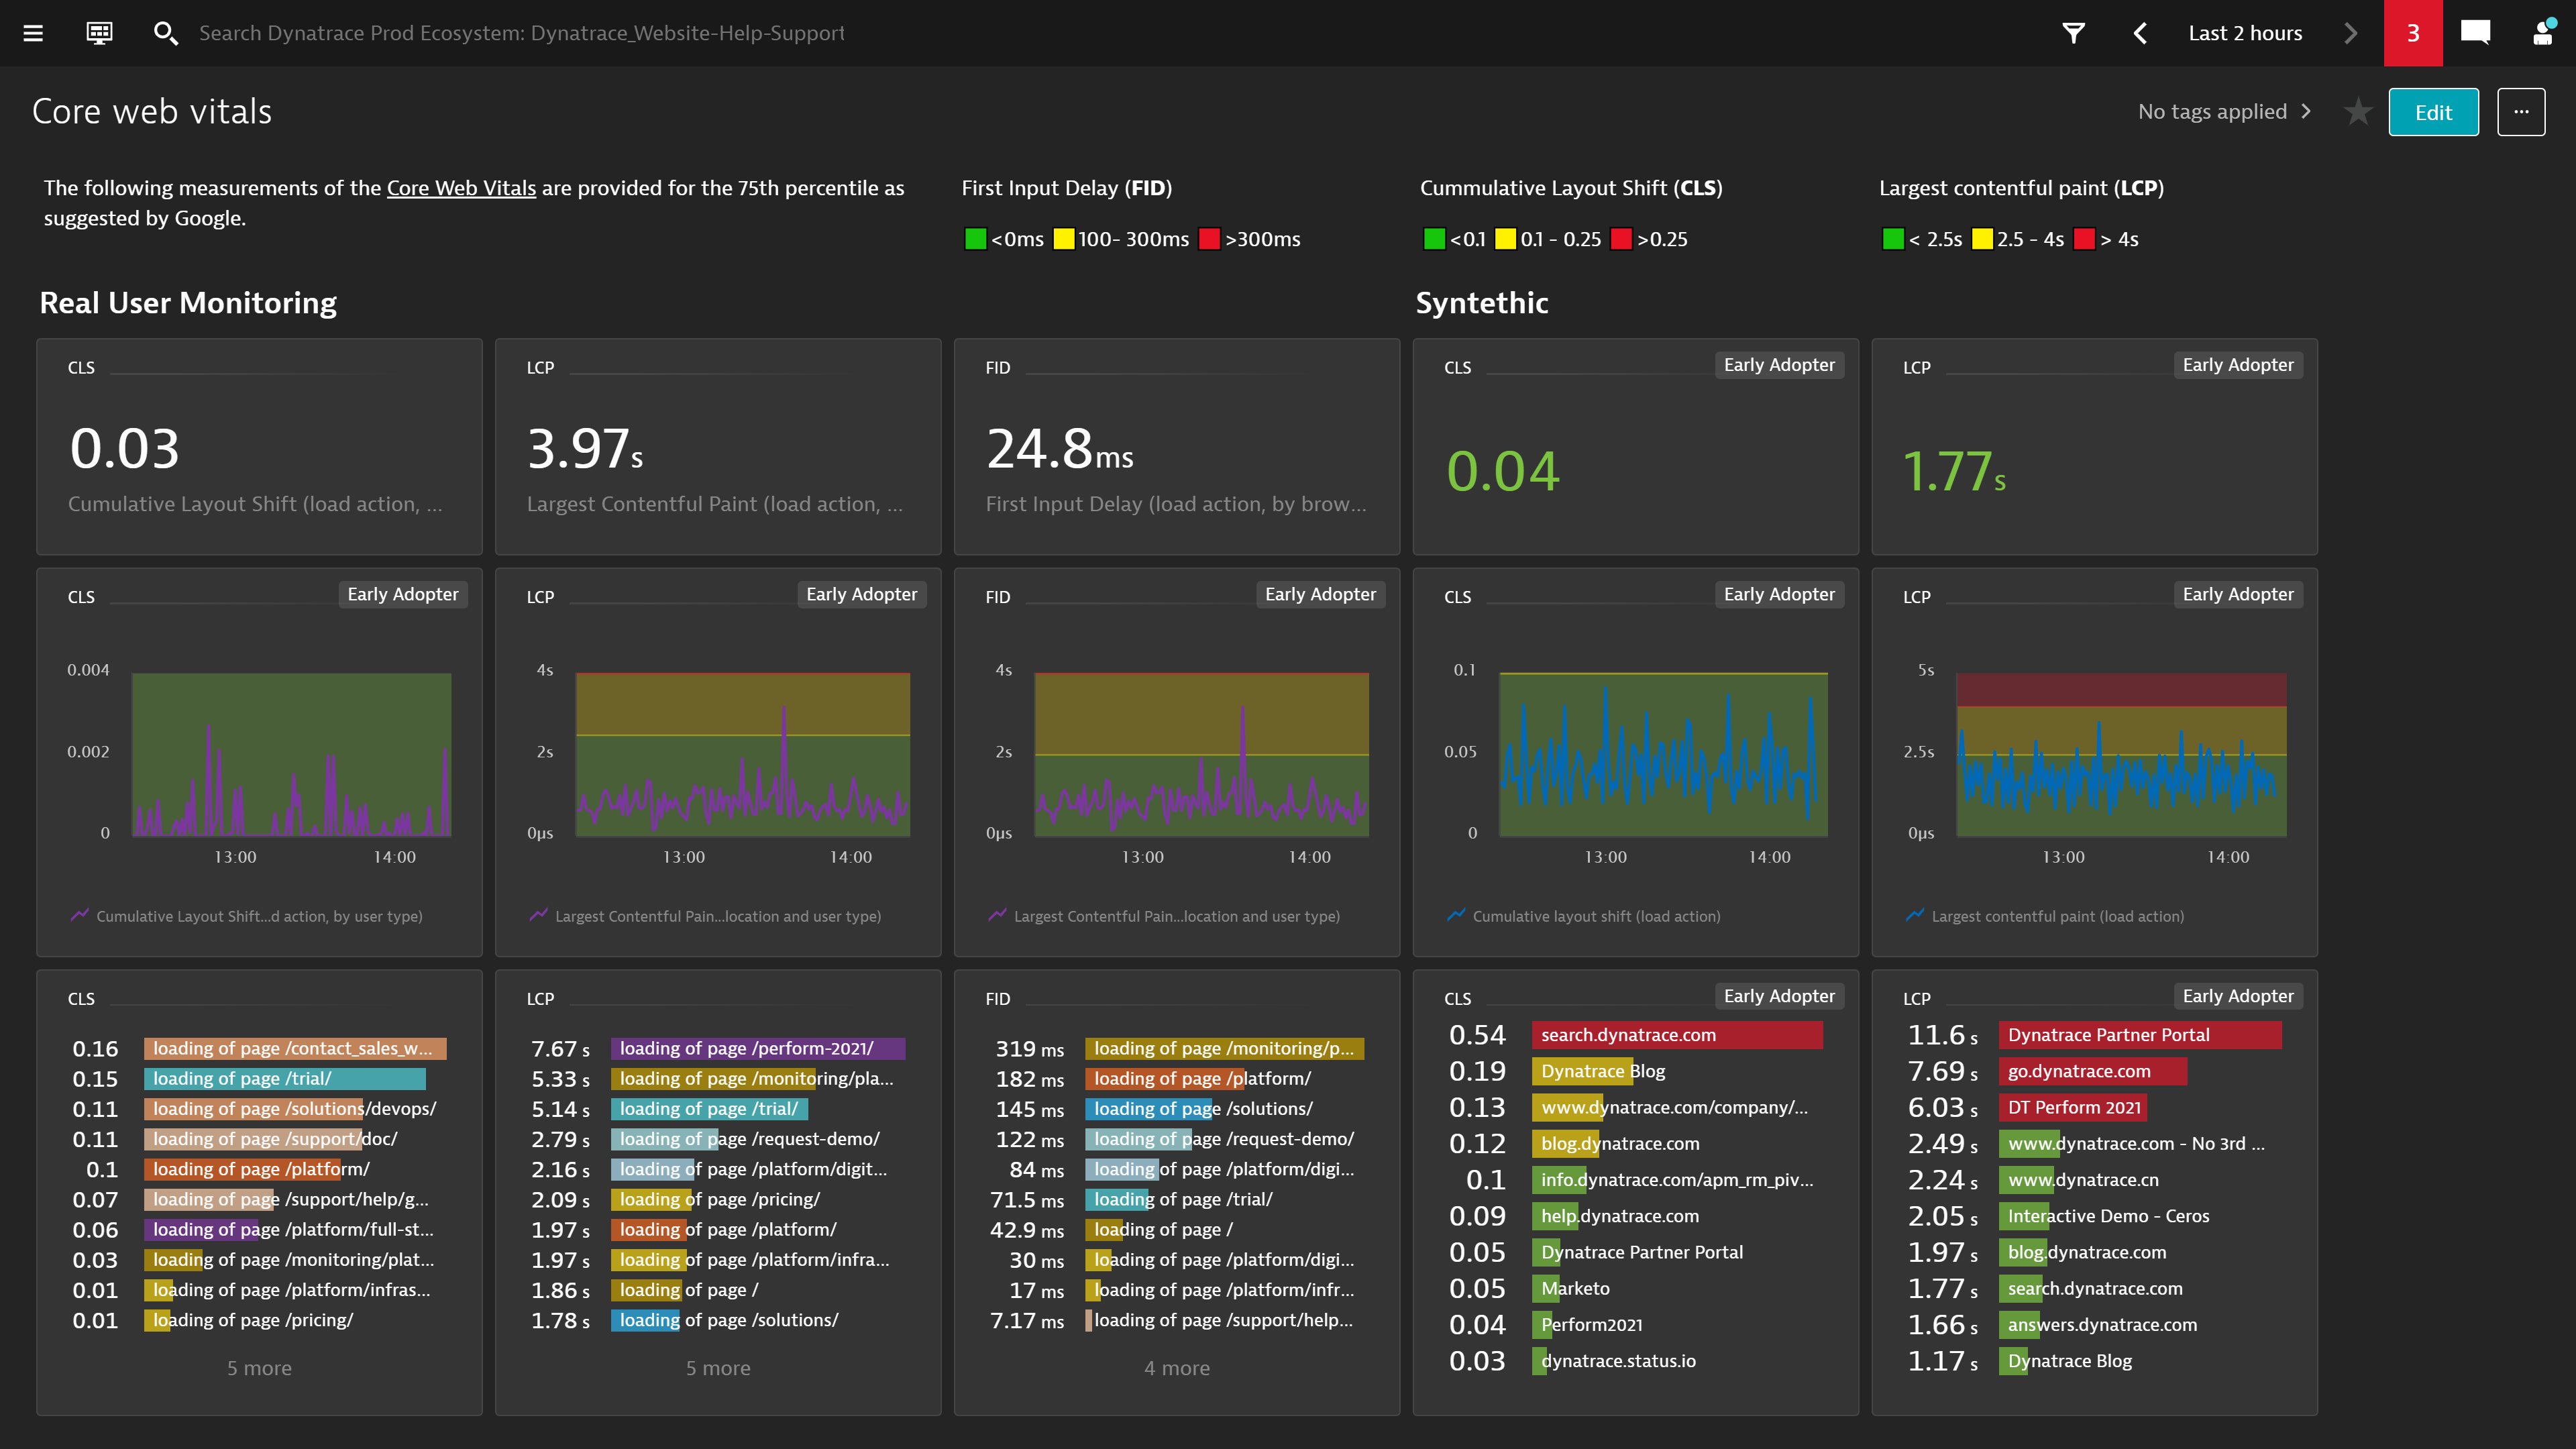 Search Dynatrace Prod Ecosystem: Dynatrace_Website-Help-Support
Last 2 hours
3
Core web vitals
No tags applied
Edit
...
The following measurements of the Core Web Vitals are provided for the 75th percentile as
suggested by Google.
First Input Delay (FID)
<0ms 100- 300ms >300ms
Cummulative Layout Shift (CLS)
<0.1 0.1 - 0.25 >0.25
Largest contentful paint (LCP)
< 2.5s 2.5 - 4s > 4s
Real User Monitoring
Syntethic
CLS
0.03
Cumulative Layout Shift (load action, ...
LCP
3.97s
Largest Contentful Paint (load action, ...
FID
24.8ms
First Input Delay (load action, by brow...
CLS
Early Adopter
0.04
LCP
Early Adopter
1.77s
CLS
Early Adopter
0.004
0.002
0
13:00 14:00
Cumulative Layout Shift...d action, by user type)
LCP
Early Adopter
4s
2s
0µs
13:00 14:00
Largest Contentful Pain...location and user type)
FID
Early Adopter
4s
2s
0µs
13:00 14:00
Largest Contentful Pain...location and user type)
CLS
Early Adopter
0.1
0.05
0
13:00 14:00
Cumulative layout shift (load action)
LCP
Early Adopter
5s
2.5s
0µs
13:00 14:00
Largest contentful paint (load action)
CLS
0.16 loading of page /contact_sales_w...
0.15 loading of page /trial/
0.11 loading of page /solutions/devops/
0.11 loading of page /support/doc/
0.1 loading of page /platform/
0.07 loading of page /support/help/g...
0.06 loading of page /platform/full-st...
0.03 loading of page /monitoring/plat...
0.01 loading of page /platform/infras...
0.01 loading of page /pricing/
5 more
LCP
7.67 s loading of page /perform-2021/
5.33 s loading of page /monitoring/pla...
5.14 s loading of page /trial/
2.79 s loading of page /request-demo/
2.16 s loading of page /platform/digit...
2.09 s loading of page /pricing/
1.97 s loading of page /platform/
1.97 s loading of page /platform/infra...
1.86 s loading of page /
1.78 s loading of page /solutions/
5 more
FID
319 ms loading of page /monitoring/p...
182 ms loading of page /platform/
145 ms loading of page /solutions/
122 ms loading of page /request-demo/
84 ms loading of page /platform/digi...
71.5 ms loading of page /trial/
42.9 ms loading of page /
30 ms loading of page /platform/digi...
17 ms loading of page /platform/infr...
7.17 ms loading of page /support/help...
4 more
CLS
Early Adopter
0.54 search.dynatrace.com
0.19 Dynatrace Blog
0.13 www.dynatrace.com/company/...
0.12 blog.dynatrace.com
0.1 info.dynatrace.com/apm_rm_piv...
0.09 help.dynatrace.com
0.05 Dynatrace Partner Portal
0.05 Marketo
0.04 Perform2021
0.03 dynatrace.status.io
LCP
Early Adopter
11.6 s Dynatrace Partner Portal
7.69 s go.dynatrace.com
6.03 s DT Perform 2021
2.49 s www.dynatrace.com - No 3rd ...
2.24 s www.dynatrace.cn
2.05 s Interactive Demo - Ceros
1.97 s blog.dynatrace.com
1.77 s search.dynatrace.com
1.66 s answers.dynatrace.com
1.17 s Dynatrace Blog